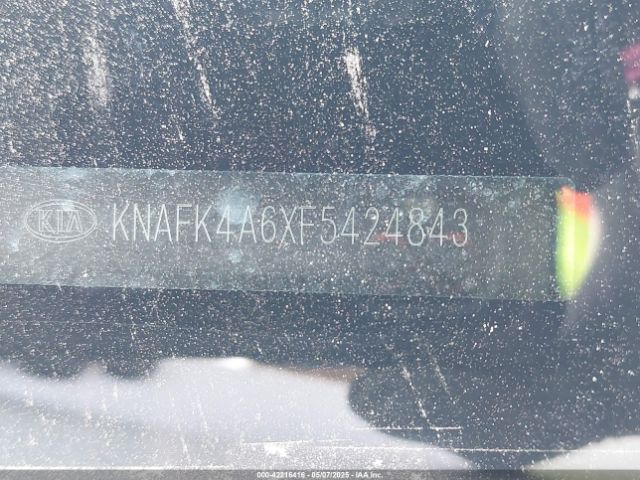 KIA KNAFK4A6XF5424843
000-42216416 - 05/07/2025 - IAA Inc.